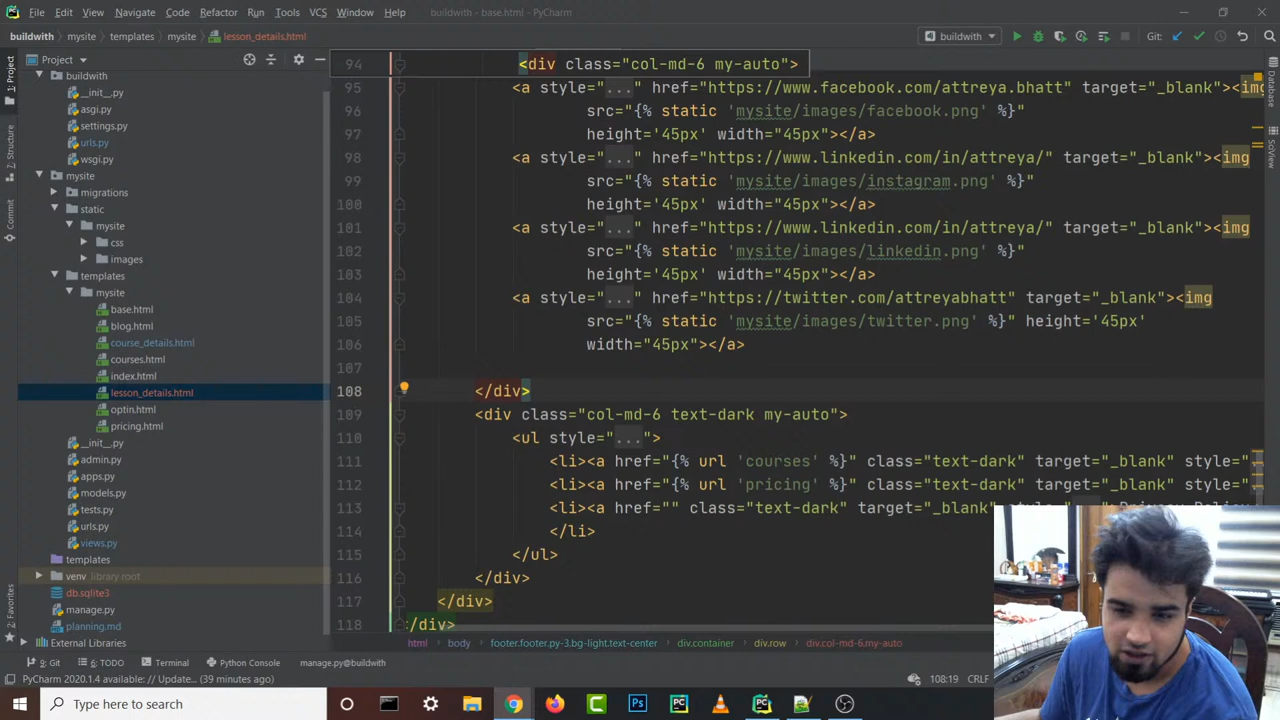 File Edit View Navigate Code Refactor Run Tools VCS Window Help buildwith - base.html - PyCharm
buildwith mysite templates mysite lesson_details.html buildwith Git:
Project
buildwith
__init__.py
asgi.py
settings.py
urls.py
wsgi.py
mysite
migrations
static
mysite
css
images
templates
mysite
base.html
blog.html
course_details.html
courses.html
index.html
lesson_details.html
optin.html
pricing.html
__init__.py
admin.py
apps.py
models.py
tests.py
urls.py
views.py
templates
venv library root
db.sqlite3
manage.py
planning.md
External Libraries
1: Project
7: Structure
Commit
2: Favorites
Database
SciView
94 <div class="col-md-6 my-auto">
95 <a style="..." href="https://www.facebook.com/attreya.bhatt" target="_blank"><img
96 src="{% static 'mysite/images/facebook.png' %}"
97 height='45px' width="45px"></a>
98 <a style="..." href="https://www.linkedin.com/in/attreya/" target="_blank"><img
99 src="{% static 'mysite/images/instagram.png' %}"
100 height='45px' width="45px"></a>
101 <a style="..." href="https://www.linkedin.com/in/attreya/" target="_blank"><img
102 src="{% static 'mysite/images/linkedin.png' %}"
103 height='45px' width="45px"></a>
104 <a style="..." href="https://twitter.com/attreyabhatt" target="_blank"><img
105 src="{% static 'mysite/images/twitter.png' %}" height='45px'
106 width="45px"></a>
107
108 </div>
109 <div class="col-md-6 text-dark my-auto">
110 <ul style="...">
111 <li><a href="{% url 'courses' %}" class="text-dark" target="_blank" style="
112 <li><a href="{% url 'pricing' %}" class="text-dark" target="_blank" style="
113 <li><a href="" class="text-dark" target="_blank"
114 </li>
115 </ul>
116 </div>
117 </div>
118 </div>
html body footer.footer.py-3.bg-light.text-center div.container div.row div.col-md-6.my-auto
9: Git 6: TODO Terminal Python Console manage.py@buildwith
PyCharm 2020.1.4 available: // Update... (39 minutes ago) 108:19 CRLF
Type here to search